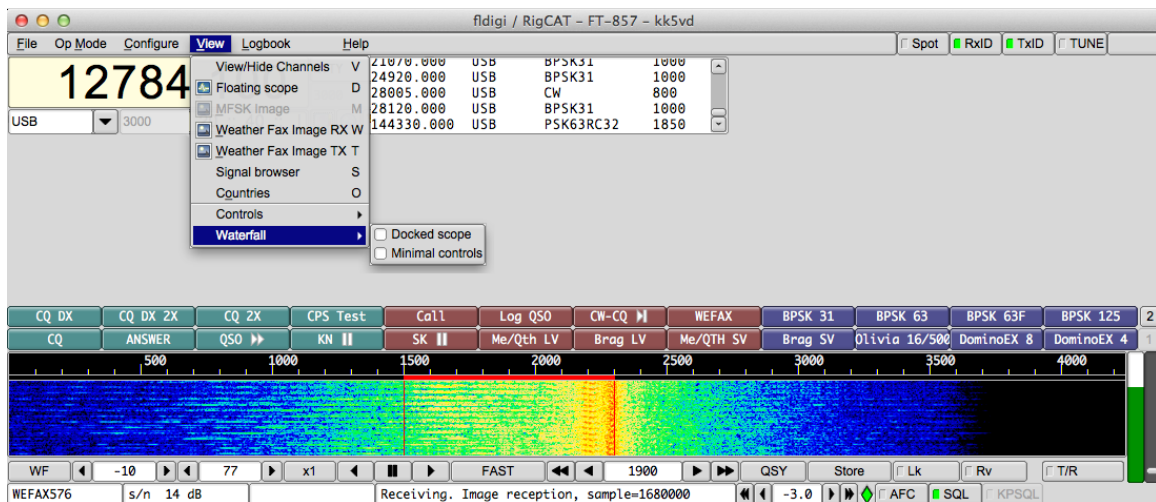 fldigi / RigCAT - FT-857 - kk5vd
File Op Mode Configure View Logbook Help Spot RxID TxID TUNE
View/Hide Channels V
Floating scope D
MFSK Image M
Weather Fax Image RX W
Weather Fax Image TX T
Signal browser S
Countries O
Controls
Waterfall
Docked scope
Minimal controls
12784
USB 3000
21070.000 USB BPSK31 1000
24920.000 USB BPSK31 1000
28005.000 USB CW 800
28120.000 USB BPSK31 1000
144330.000 USB PSK63RC32 1850
CQ DX CQ DX 2X CQ 2X CPS Test Call Log QSO CW-CQ WEFAX BPSK 31 BPSK 63 BPSK 63F BPSK 125 2
CQ ANSWER QSO KN SK Me/Qth LV Brag LV Me/QTH SV Brag SV Olivia 16/500 DominoEX 8 DominoEX 4 1
500 1000 1500 2000 2500 3000 3500 4000
WF -10 77 x1 FAST 1900 QSY Store Lk Rv T/R
WEFAX576 s/n 14 dB Receiving. Image reception, sample=1680000 -3.0 AFC SQL KPSQL